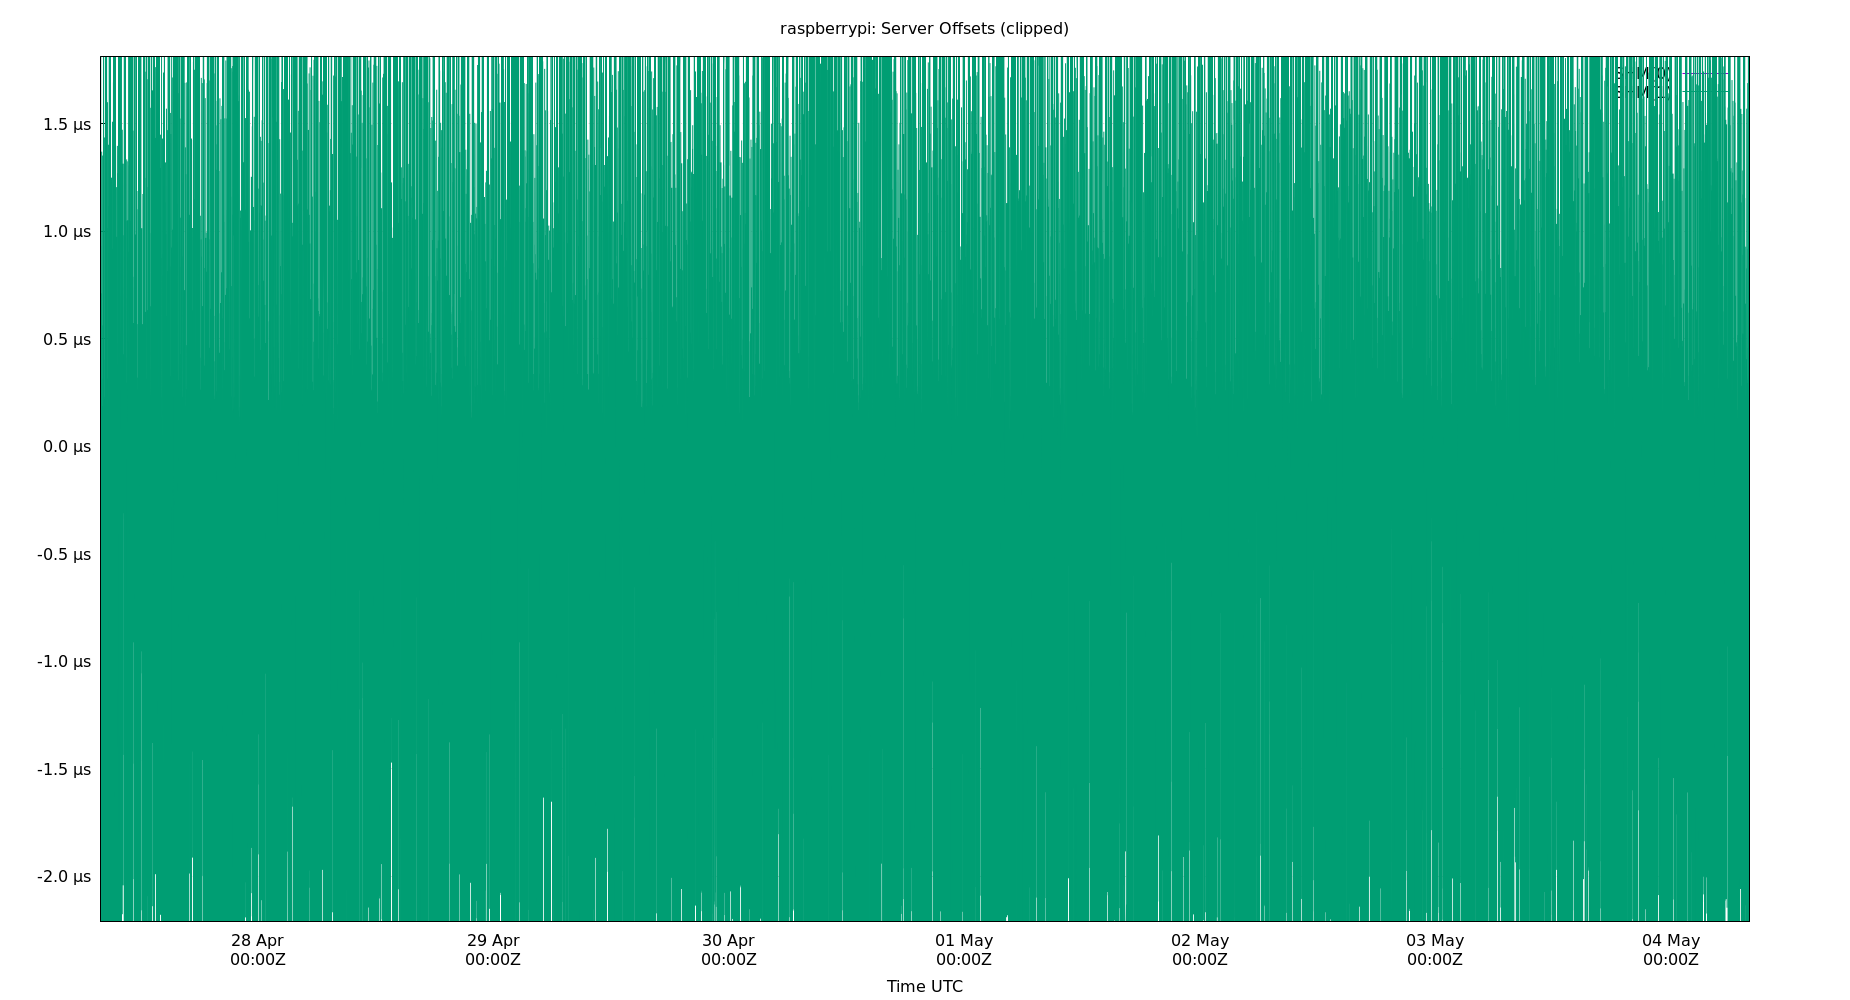 raspberrypi: Server Offsets (clipped)
1.5 µs
1.0 µs
0.5 µs
0.0 µs
-0.5 µs
-1.0 µs
-1.5 µs
-2.0 µs
28 Apr
00:00Z
29 Apr
00:00Z
30 Apr
00:00Z
01 May
00:00Z
02 May
00:00Z
03 May
00:00Z
04 May
00:00Z
Time UTC